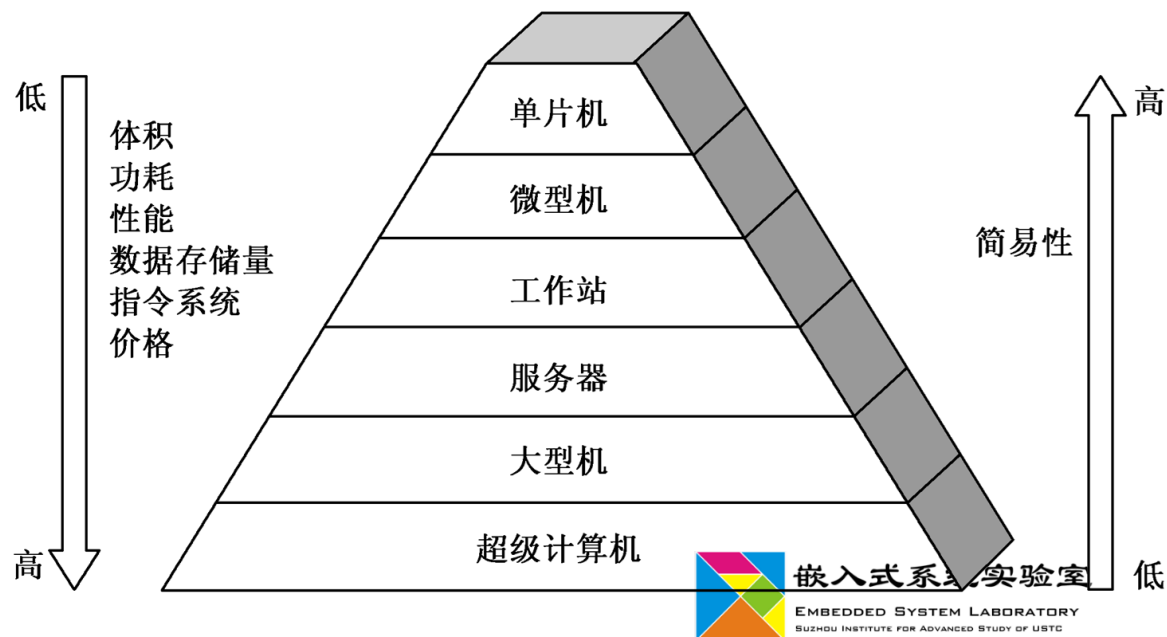 低
体积
功耗
性能
数据存储量
指令系统
价格
高
单片机
微型机
工作站
服务器
大型机
超级计算机
高
简易性
低
嵌入式系统实验室
EMBEDDED SYSTEM LABORATORY
SUZHOU INSTITUTE FOR ADVANCED STUDY OF USTC